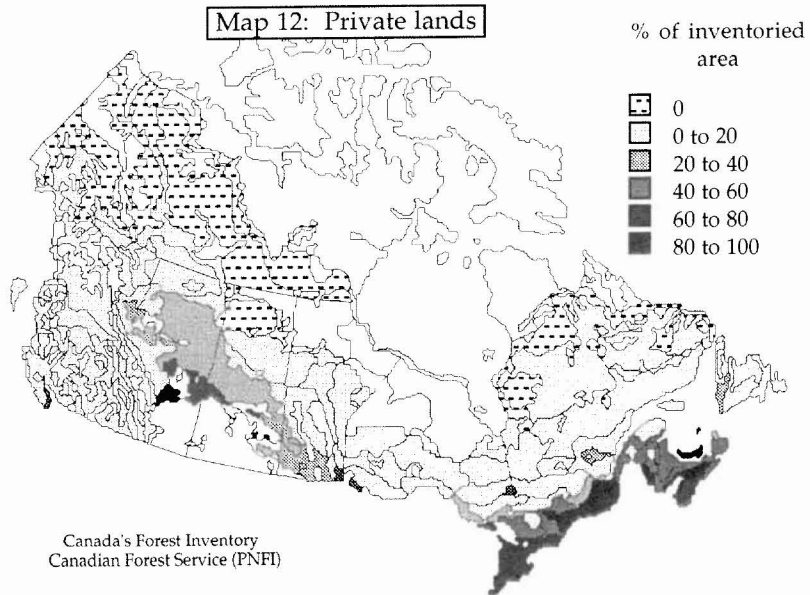 Map 12: Private lands
% of inventoried
area
0
0 to 20
20 to 40
40 to 60
60 to 80
80 to 100
Canada's Forest Inventory
Canadian Forest Service (PNFI)